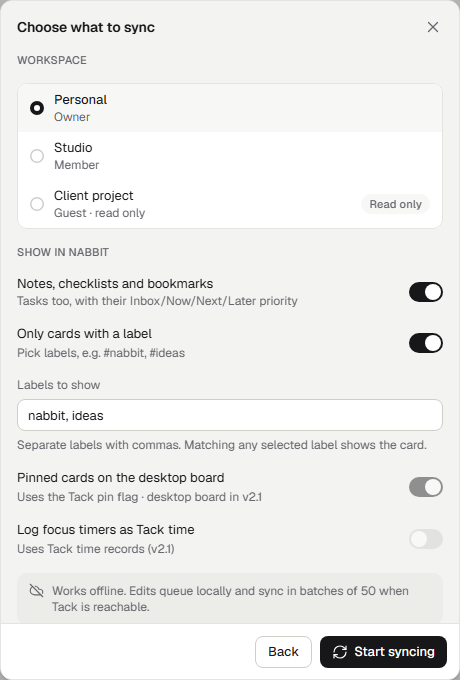 Choose what to sync
WORKSPACE
Personal
Owner
Studio
Member
Client project
Guest · read only
Read only
SHOW IN NABBIT
Notes, checklists and bookmarks
Tasks too, with their Inbox/Now/Next/Later priority
Only cards with a label
Pick labels, e.g. #nabbit, #ideas
Labels to show
nabbit, ideas
Separate labels with commas. Matching any selected label shows the card.
Pinned cards on the desktop board
Uses the Tack pin flag · desktop board in v2.1
Log focus timers as Tack time
Uses Tack time records (v2.1)
Works offline. Edits queue locally and sync in batches of 50 when
Tack is reachable.
Back
Start syncing